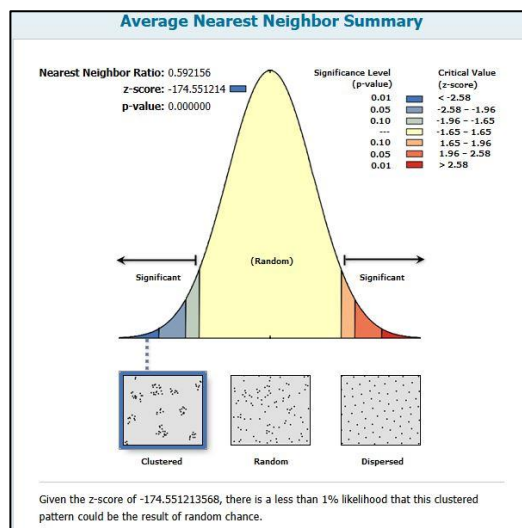 Average Nearest Neighbor Summary
Nearest Neighbor Ratio: 0.592156
z-score: -174.551214
p-value: 0.000000
Significance Level
(p-value)
Critical Value
(z-score)
0.01 < -2.58
0.05 -2.58 - -1.96
0.10 -1.96 - -1.65
--- -1.65 - 1.65
0.10 1.65 - 1.96
0.05 1.96 - 2.58
0.01 > 2.58
(Random)
Significant Significant
Clustered Random Dispersed
Given the z-score of -174.551213568, there is a less than 1% likelihood that this clustered
pattern could be the result of random chance.